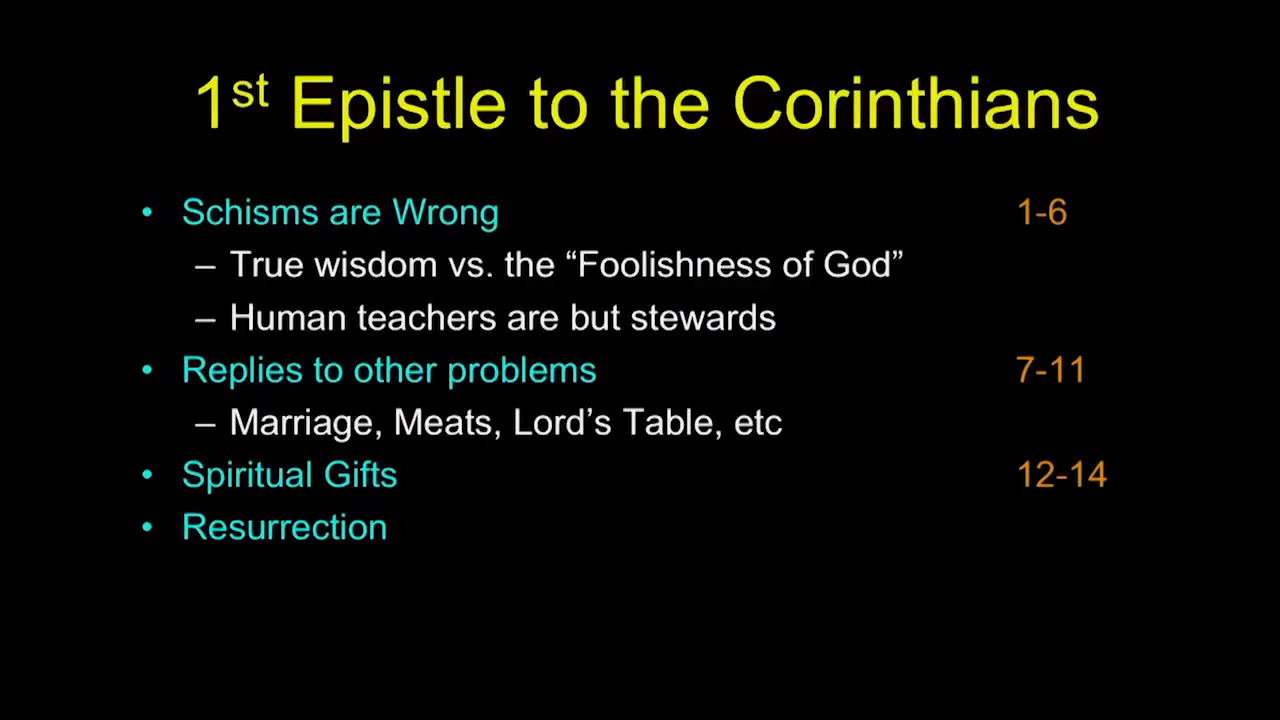 1st Epistle to the Corinthians
• Schisms are Wrong 1-6
– True wisdom vs. the “Foolishness of God”
– Human teachers are but stewards
• Replies to other problems 7-11
– Marriage, Meats, Lord’s Table, etc
• Spiritual Gifts 12-14
• Resurrection